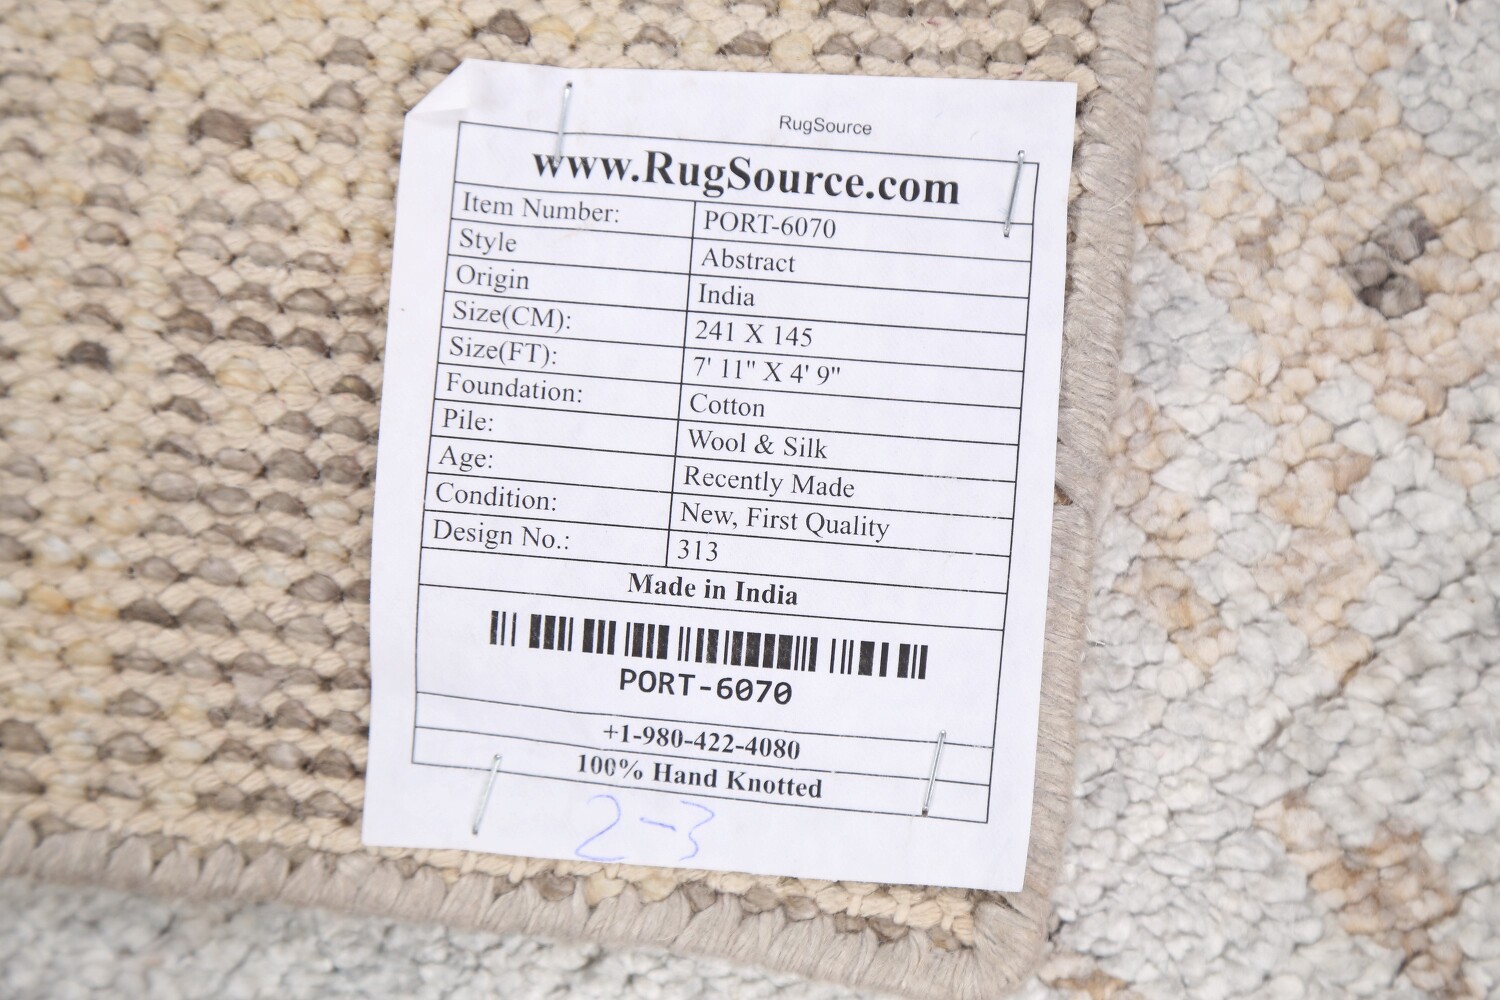 RugSource
www.RugSource.com
Item Number: PORT-6070
Style Abstract
Origin India
Size(CM): 241 X 145
Size(FT): 7' 11" X 4' 9"
Foundation: Cotton
Pile: Wool & Silk
Age: Recently Made
Condition: New, First Quality
Design No.: 313
Made in India
PORT-6070
+1-980-422-4080
100% Hand Knotted
2-3